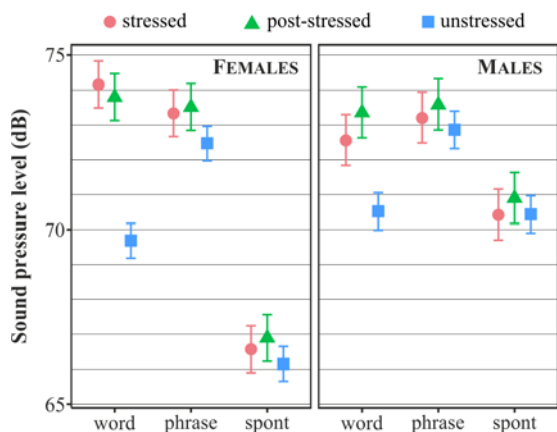 stressed post-stressed unstressed
75
70
65
Sound pressure level (dB)
FEMALES
MALES
word phrase spont
word phrase spont